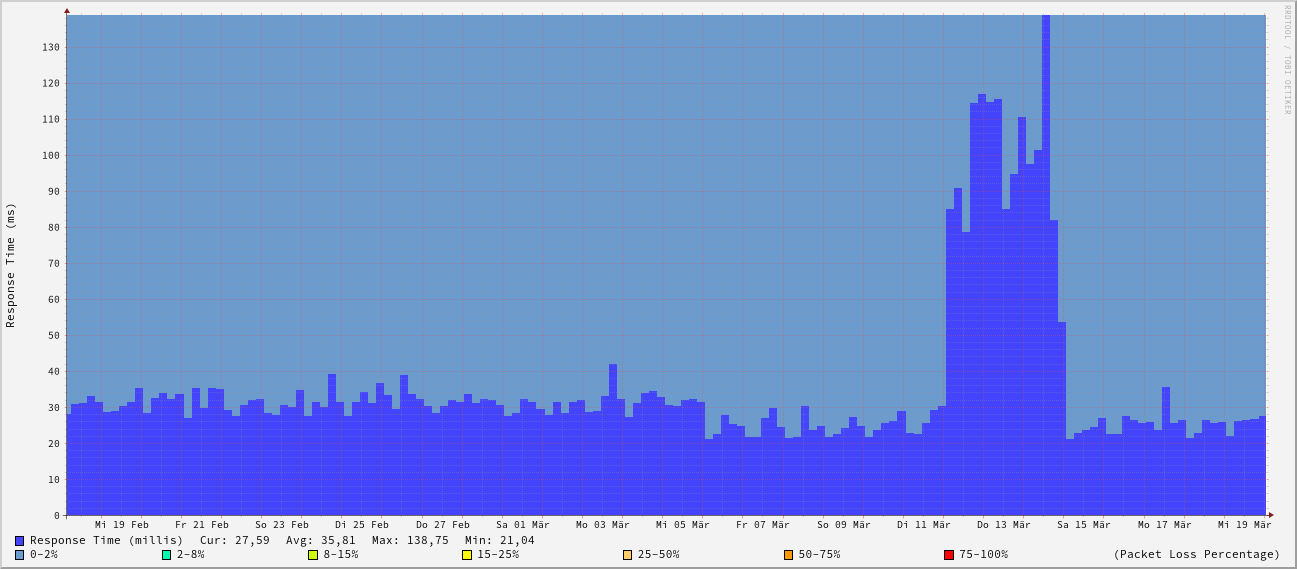 RRDTOOL / TOBI OETIKER
Response Time (ms)
130
120
110
100
90
80
70
60
50
40
30
20
10
0
Mi 19 Feb Fr 21 Feb So 23 Feb Di 25 Feb Do 27 Feb Sa 01 Mär Mo 03 Mär Mi 05 Mär Fr 07 Mär So 09 Mär Di 11 Mär Do 13 Mär Sa 15 Mär Mo 17 Mär Mi 19 Mär
Response Time (millis) Cur: 27,59 Avg: 35,81 Max: 138,75 Min: 21,04
0-2% 2-8% 8-15% 15-25% 25-50% 50-75% 75-100% (Packet Loss Percentage)